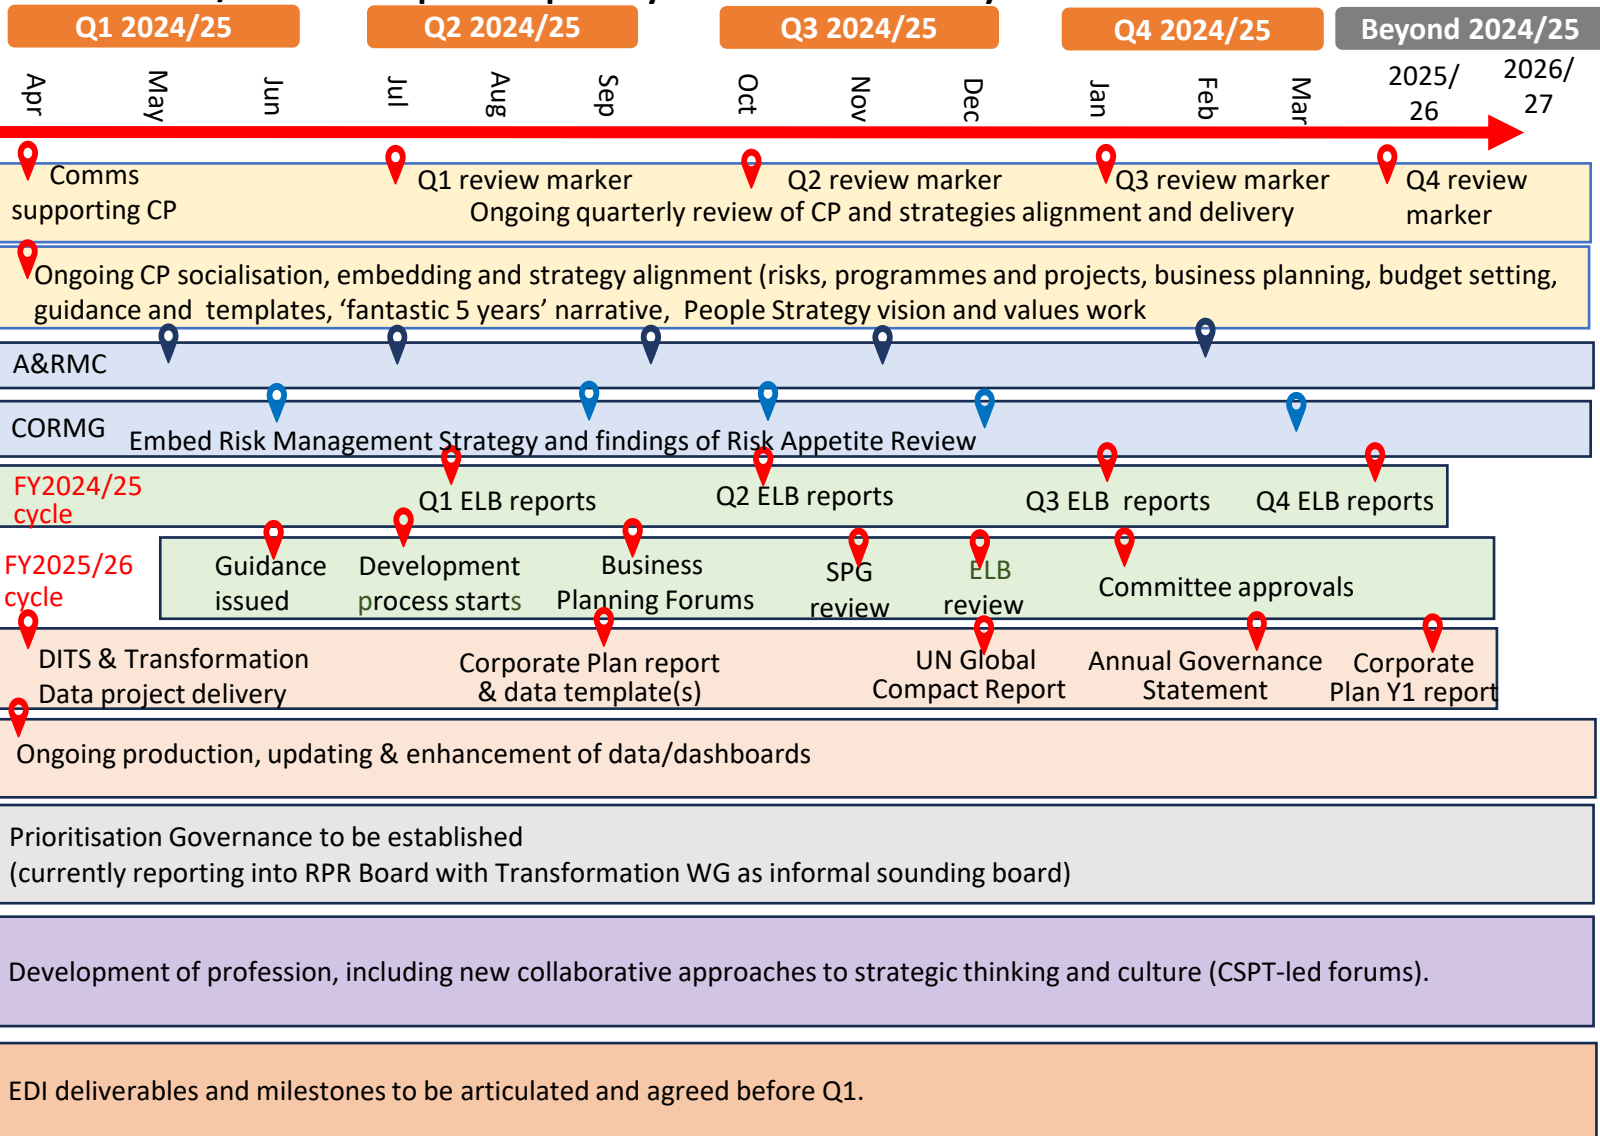 Q1 2024/25
Q2 2024/25
Q3 2024/25
Q4 2024/25
Beyond 2024/25
Apr
May
Jun
Jul
Aug
Sep
Oct
Nov
Dec
Jan
Feb
Mar
2025/
26
2026/
27
Comms
supporting CP
Q1 review marker
Q2 review marker
Q3 review marker
Q4 review
marker
Ongoing quarterly review of CP and strategies alignment and delivery
Ongoing CP socialisation, embedding and strategy alignment (risks, programmes and projects, business planning, budget setting,
guidance and templates, ‘fantastic 5 years’ narrative, People Strategy vision and values work
A&RMC
CORMG
Embed Risk Management Strategy and findings of Risk Appetite Review
FY2024/25
cycle
Q1 ELB reports
Q2 ELB reports
Q3 ELB reports
Q4 ELB reports
FY2025/26
cycle
Guidance
issued
Development
process starts
Business
Planning Forums
SPG
review
ELB
review
Committee approvals
DITS & Transformation
Data project delivery
Corporate Plan report
& data template(s)
UN Global
Compact Report
Annual Governance
Statement
Corporate
Plan Y1 report
Ongoing production, updating & enhancement of data/dashboards
Prioritisation Governance to be established
(currently reporting into RPR Board with Transformation WG as informal sounding board)
Development of profession, including new collaborative approaches to strategic thinking and culture (CSPT-led forums).
EDI deliverables and milestones to be articulated and agreed before Q1.